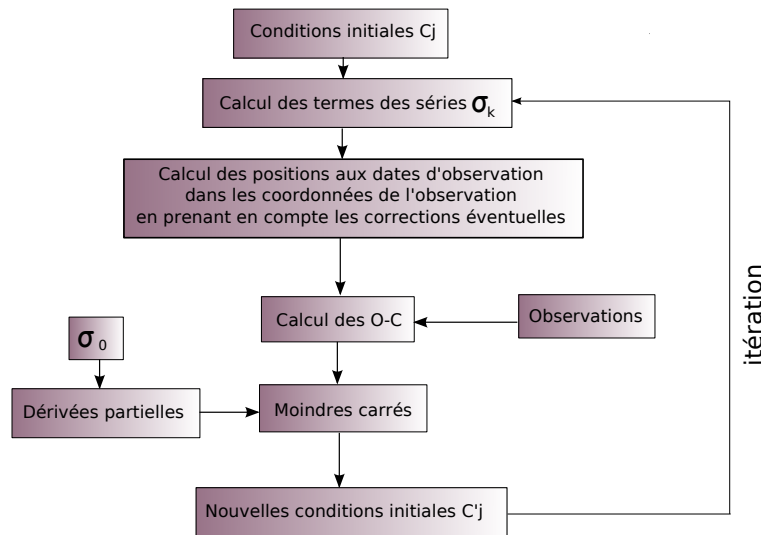 Conditions initiales Cj
Calcul des termes des séries σk
Calcul des positions aux dates d'observation
dans les coordonnées de l'observation
en prenant en compte les corrections éventuelles
Calcul des O-C
Observations
itération
σ0
Dérivées partielles
Moindres carrés
Nouvelles conditions initiales C'j